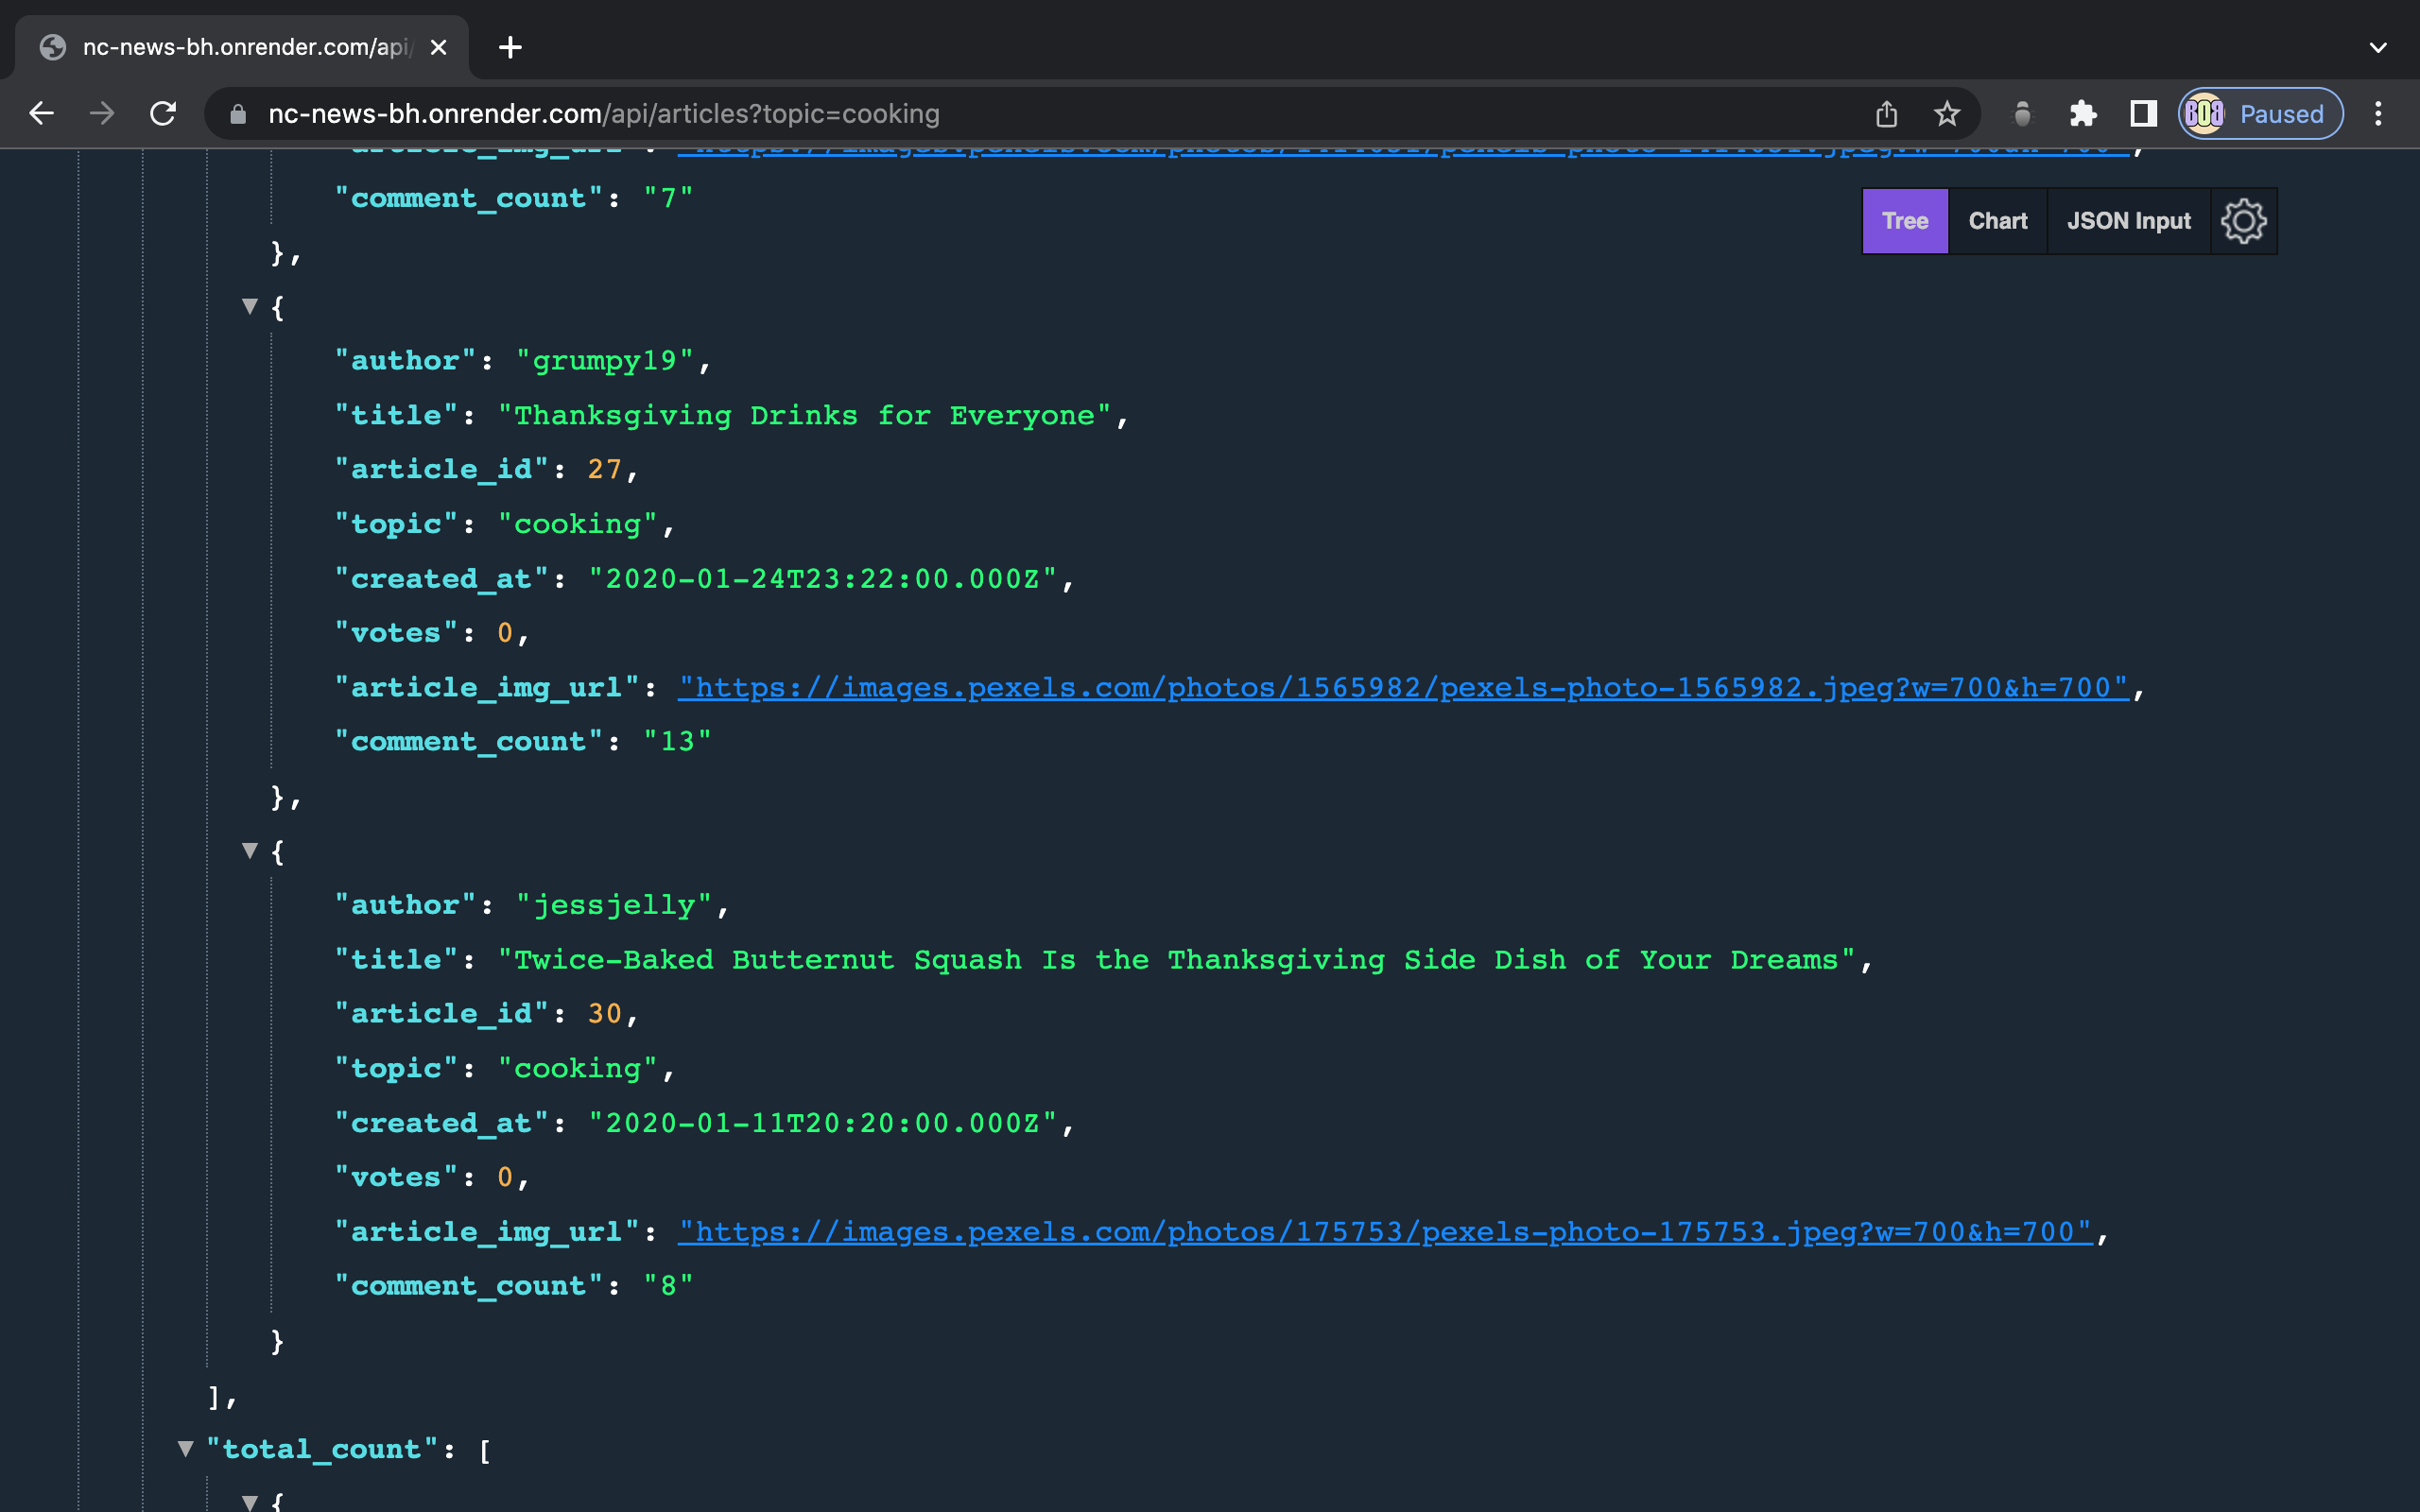 nc-news-bh.onrender.com/api/
nc-news-bh.onrender.com/api/articles?topic=cooking
BOB Paused
"comment_count": "7"
},
Tree Chart JSON Input
{
"author": "grumpy19",
"title": "Thanksgiving Drinks for Everyone",
"article_id": 27,
"topic": "cooking",
"created_at": "2020-01-24T23:22:00.000Z",
"votes": 0,
"article_img_url": "https://images.pexels.com/photos/1565982/pexels-photo-1565982.jpeg?w=700&h=700",
"comment_count": "13"
},
{
"author": "jessjelly",
"title": "Twice-Baked Butternut Squash Is the Thanksgiving Side Dish of Your Dreams",
"article_id": 30,
"topic": "cooking",
"created_at": "2020-01-11T20:20:00.000Z",
"votes": 0,
"article_img_url": "https://images.pexels.com/photos/175753/pexels-photo-175753.jpeg?w=700&h=700",
"comment_count": "8"
}
],
"total_count": [
{